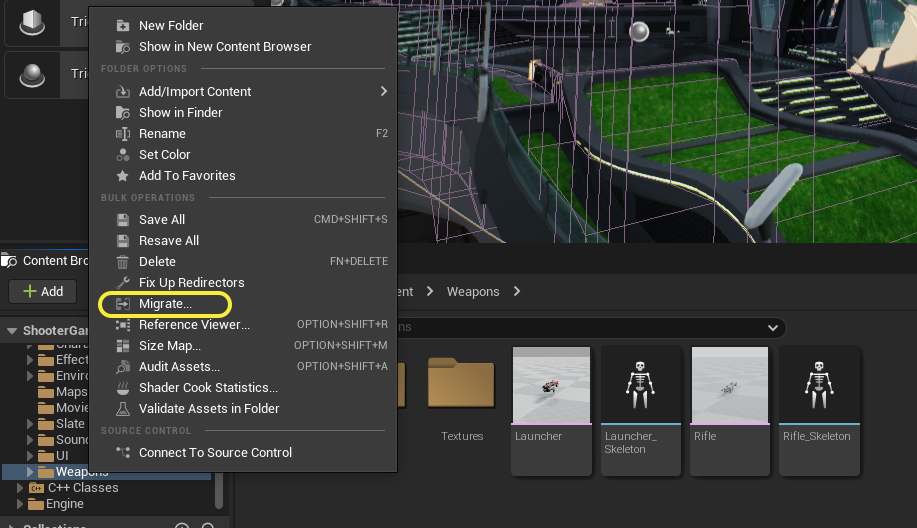 Tri
Tri
New Folder
Show in New Content Browser
FOLDER OPTIONS
Add/Import Content
Show in Finder
Rename F2
Set Color
Add To Favorites
BULK OPERATIONS
Save All CMD+SHIFT+S
Resave All
Delete FN+DELETE
Fix Up Redirectors
Migrate...
Reference Viewer... OPTION+SHIFT+R
Size Map... OPTION+SHIFT+M
Audit Assets... OPTION+SHIFT+A
Shader Cook Statistics...
Validate Assets in Folder
SOURCE CONTROL
Connect To Source Control
Content Bro
Add
ent > Weapons >
ShooterGa
Effect
Enviro
Maps
Movie
Slate
Soun
UI
Weapons
C++ Classes
Engine
Collections
Textures
Launcher
Launcher_
Skeleton
Rifle
Rifle_Skeleton